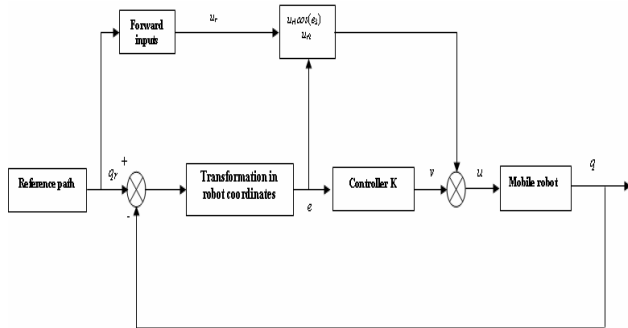 Forward
inputs
u_r
u_r1 cos(e_3)
u_r2
Reference path
q_r
+
-
Transformation in
robot coordinates
e
Controller K
v
u
Mobile robot
q